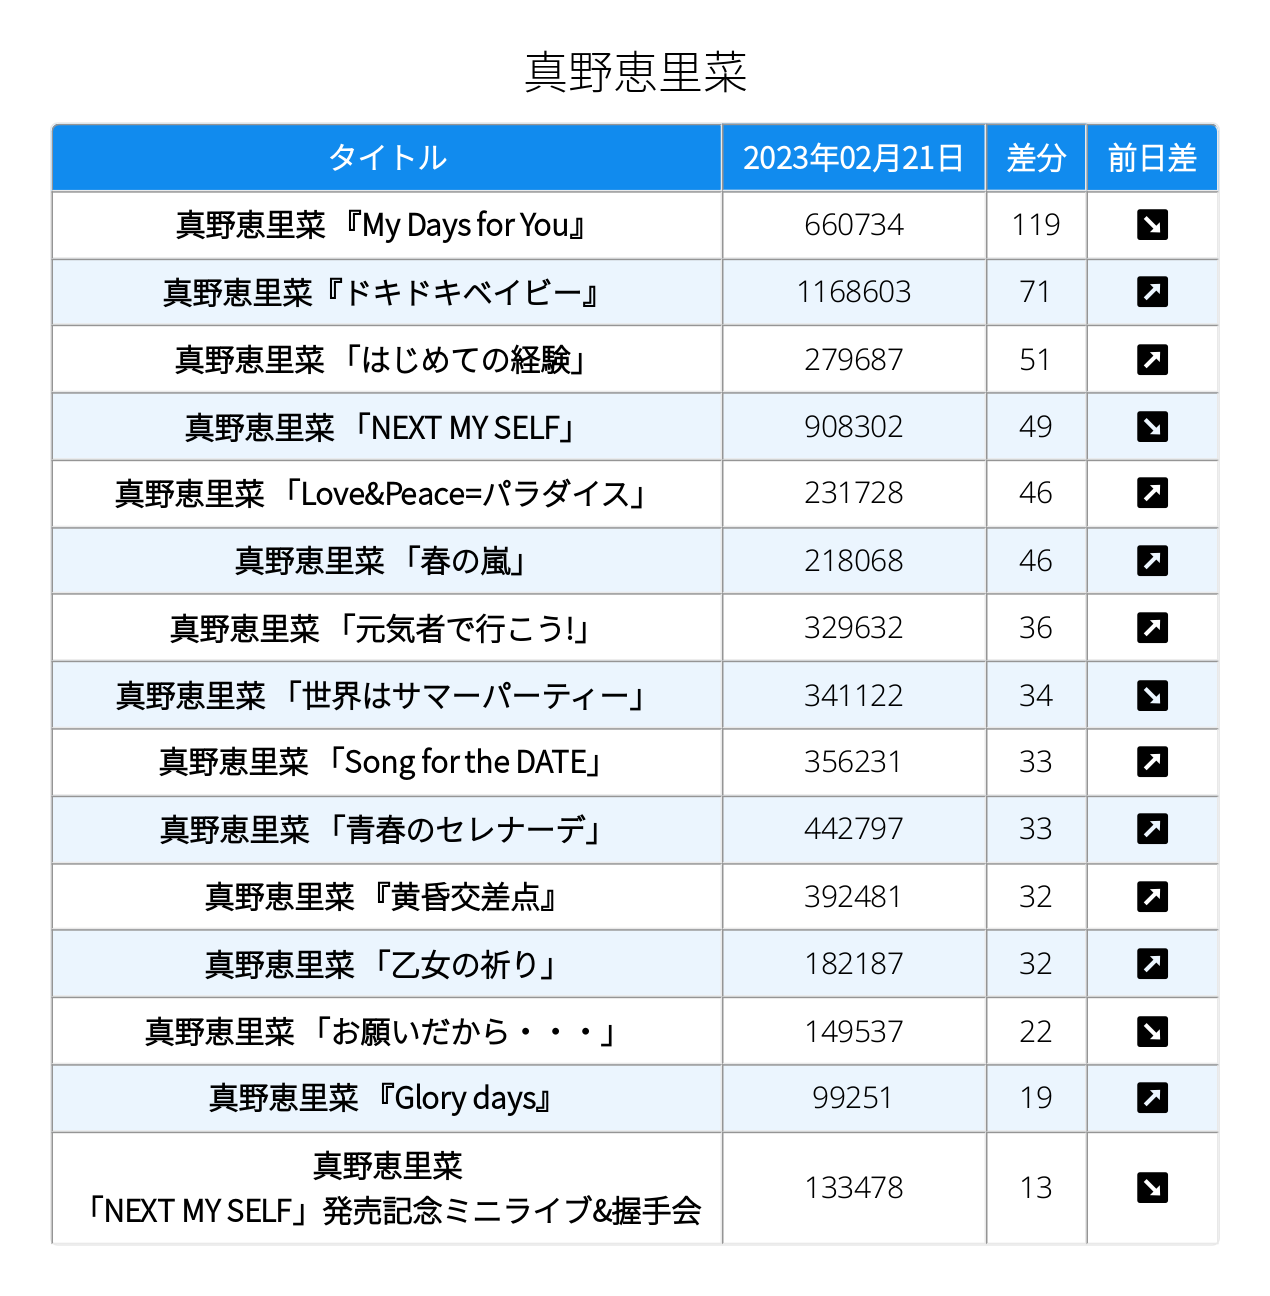 真野恵里菜
タイトル 2023年02月21日 差分 前日差
真野恵里菜 『My Days for You』 660734 119 ↘
真野恵里菜『ドキドキベイビー』 1168603 71 ↗
真野恵里菜 「はじめての経験」 279687 51 ↗
真野恵里菜 「NEXT MY SELF」 908302 49 ↘
真野恵里菜 「Love&Peace=パラダイス」 231728 46 ↗
真野恵里菜 「春の嵐」 218068 46 ↗
真野恵里菜 「元気者で行こう!」 329632 36 ↗
真野恵里菜 「世界はサマーパーティー」 341122 34 ↘
真野恵里菜 「Song for the DATE」 356231 33 ↗
真野恵里菜 「青春のセレナーデ」 442797 33 ↗
真野恵里菜 『黄昏交差点』 392481 32 ↗
真野恵里菜 「乙女の祈り」 182187 32 ↗
真野恵里菜 「お願いだから・・・」 149537 22 ↘
真野恵里菜 『Glory days』 99251 19 ↗
真野恵里菜
「NEXT MY SELF」発売記念ミニライブ&握手会 133478 13 ↘